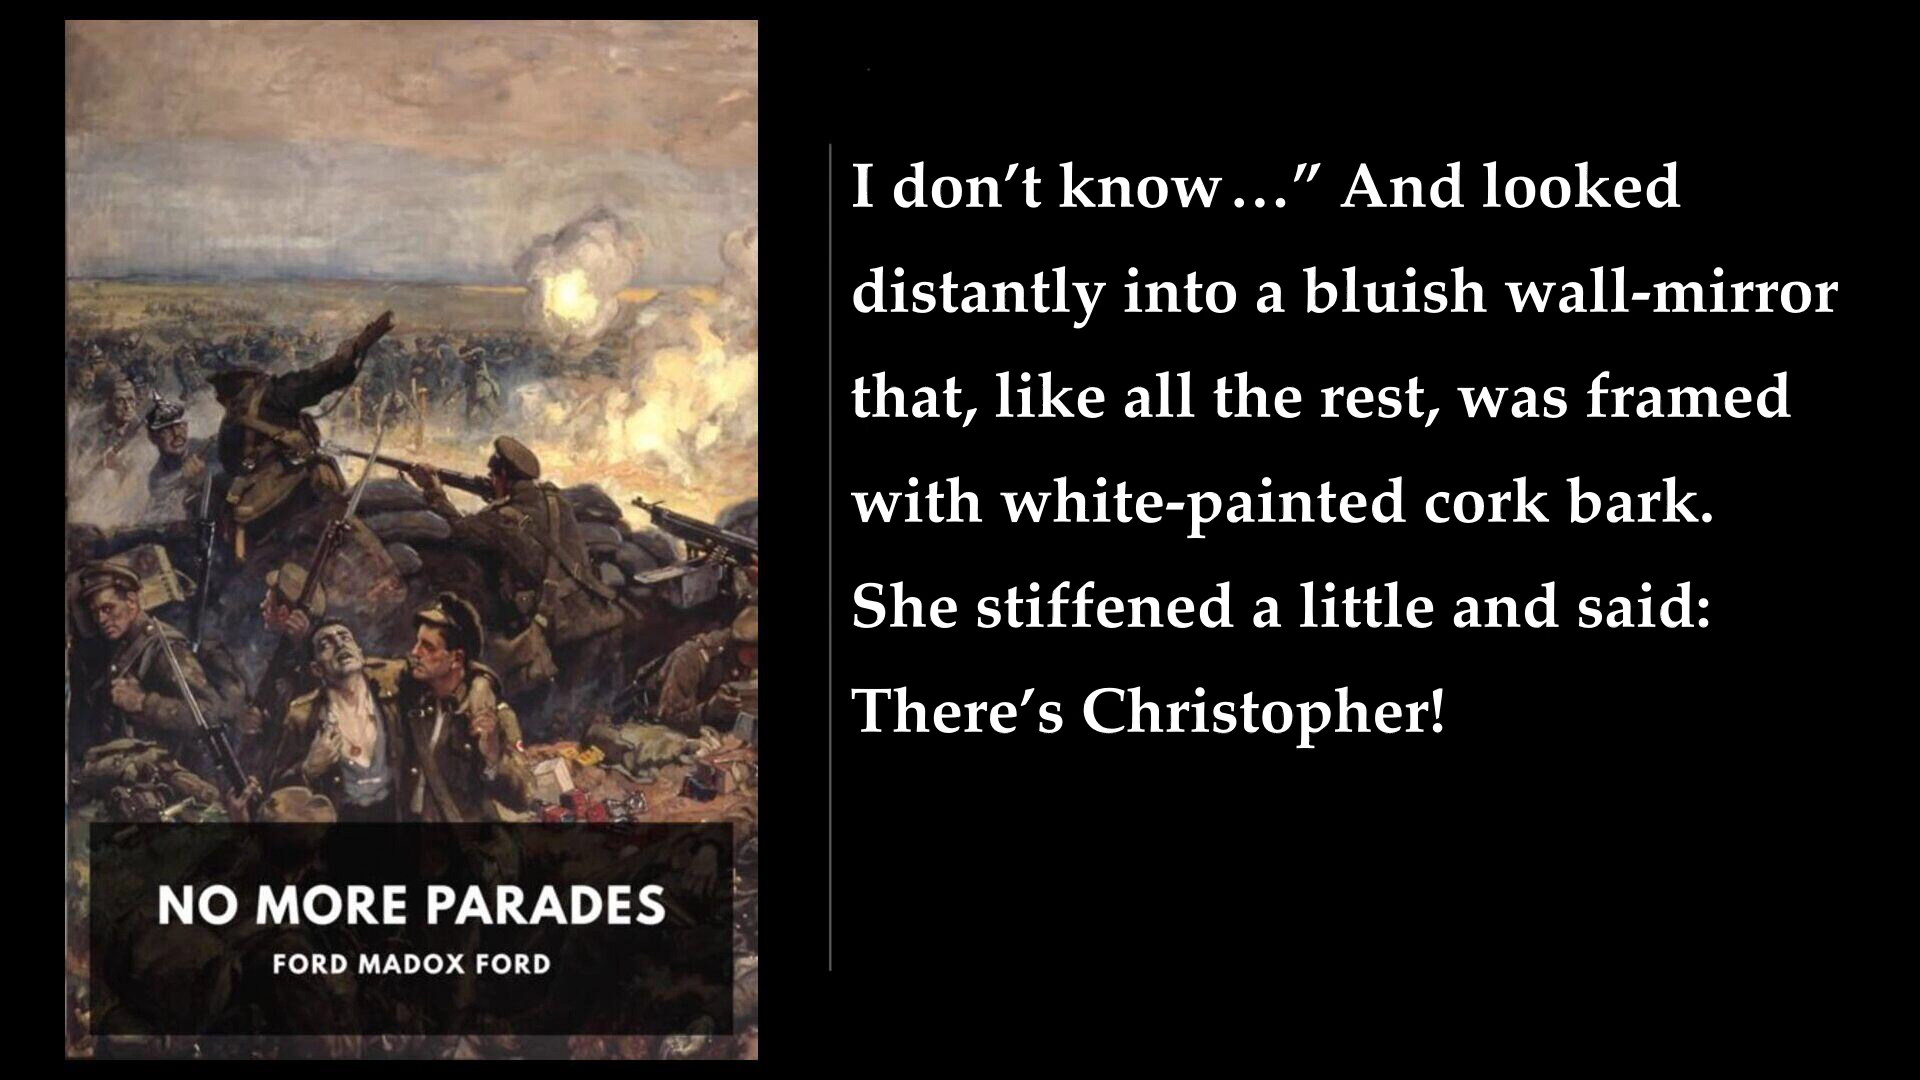 NO MORE PARADES
FORD MADOX FORD
I don’t know…” And looked
distantly into a bluish wall-mirror
that, like all the rest, was framed
with white-painted cork bark.
She stiffened a little and said:
There’s Christopher!